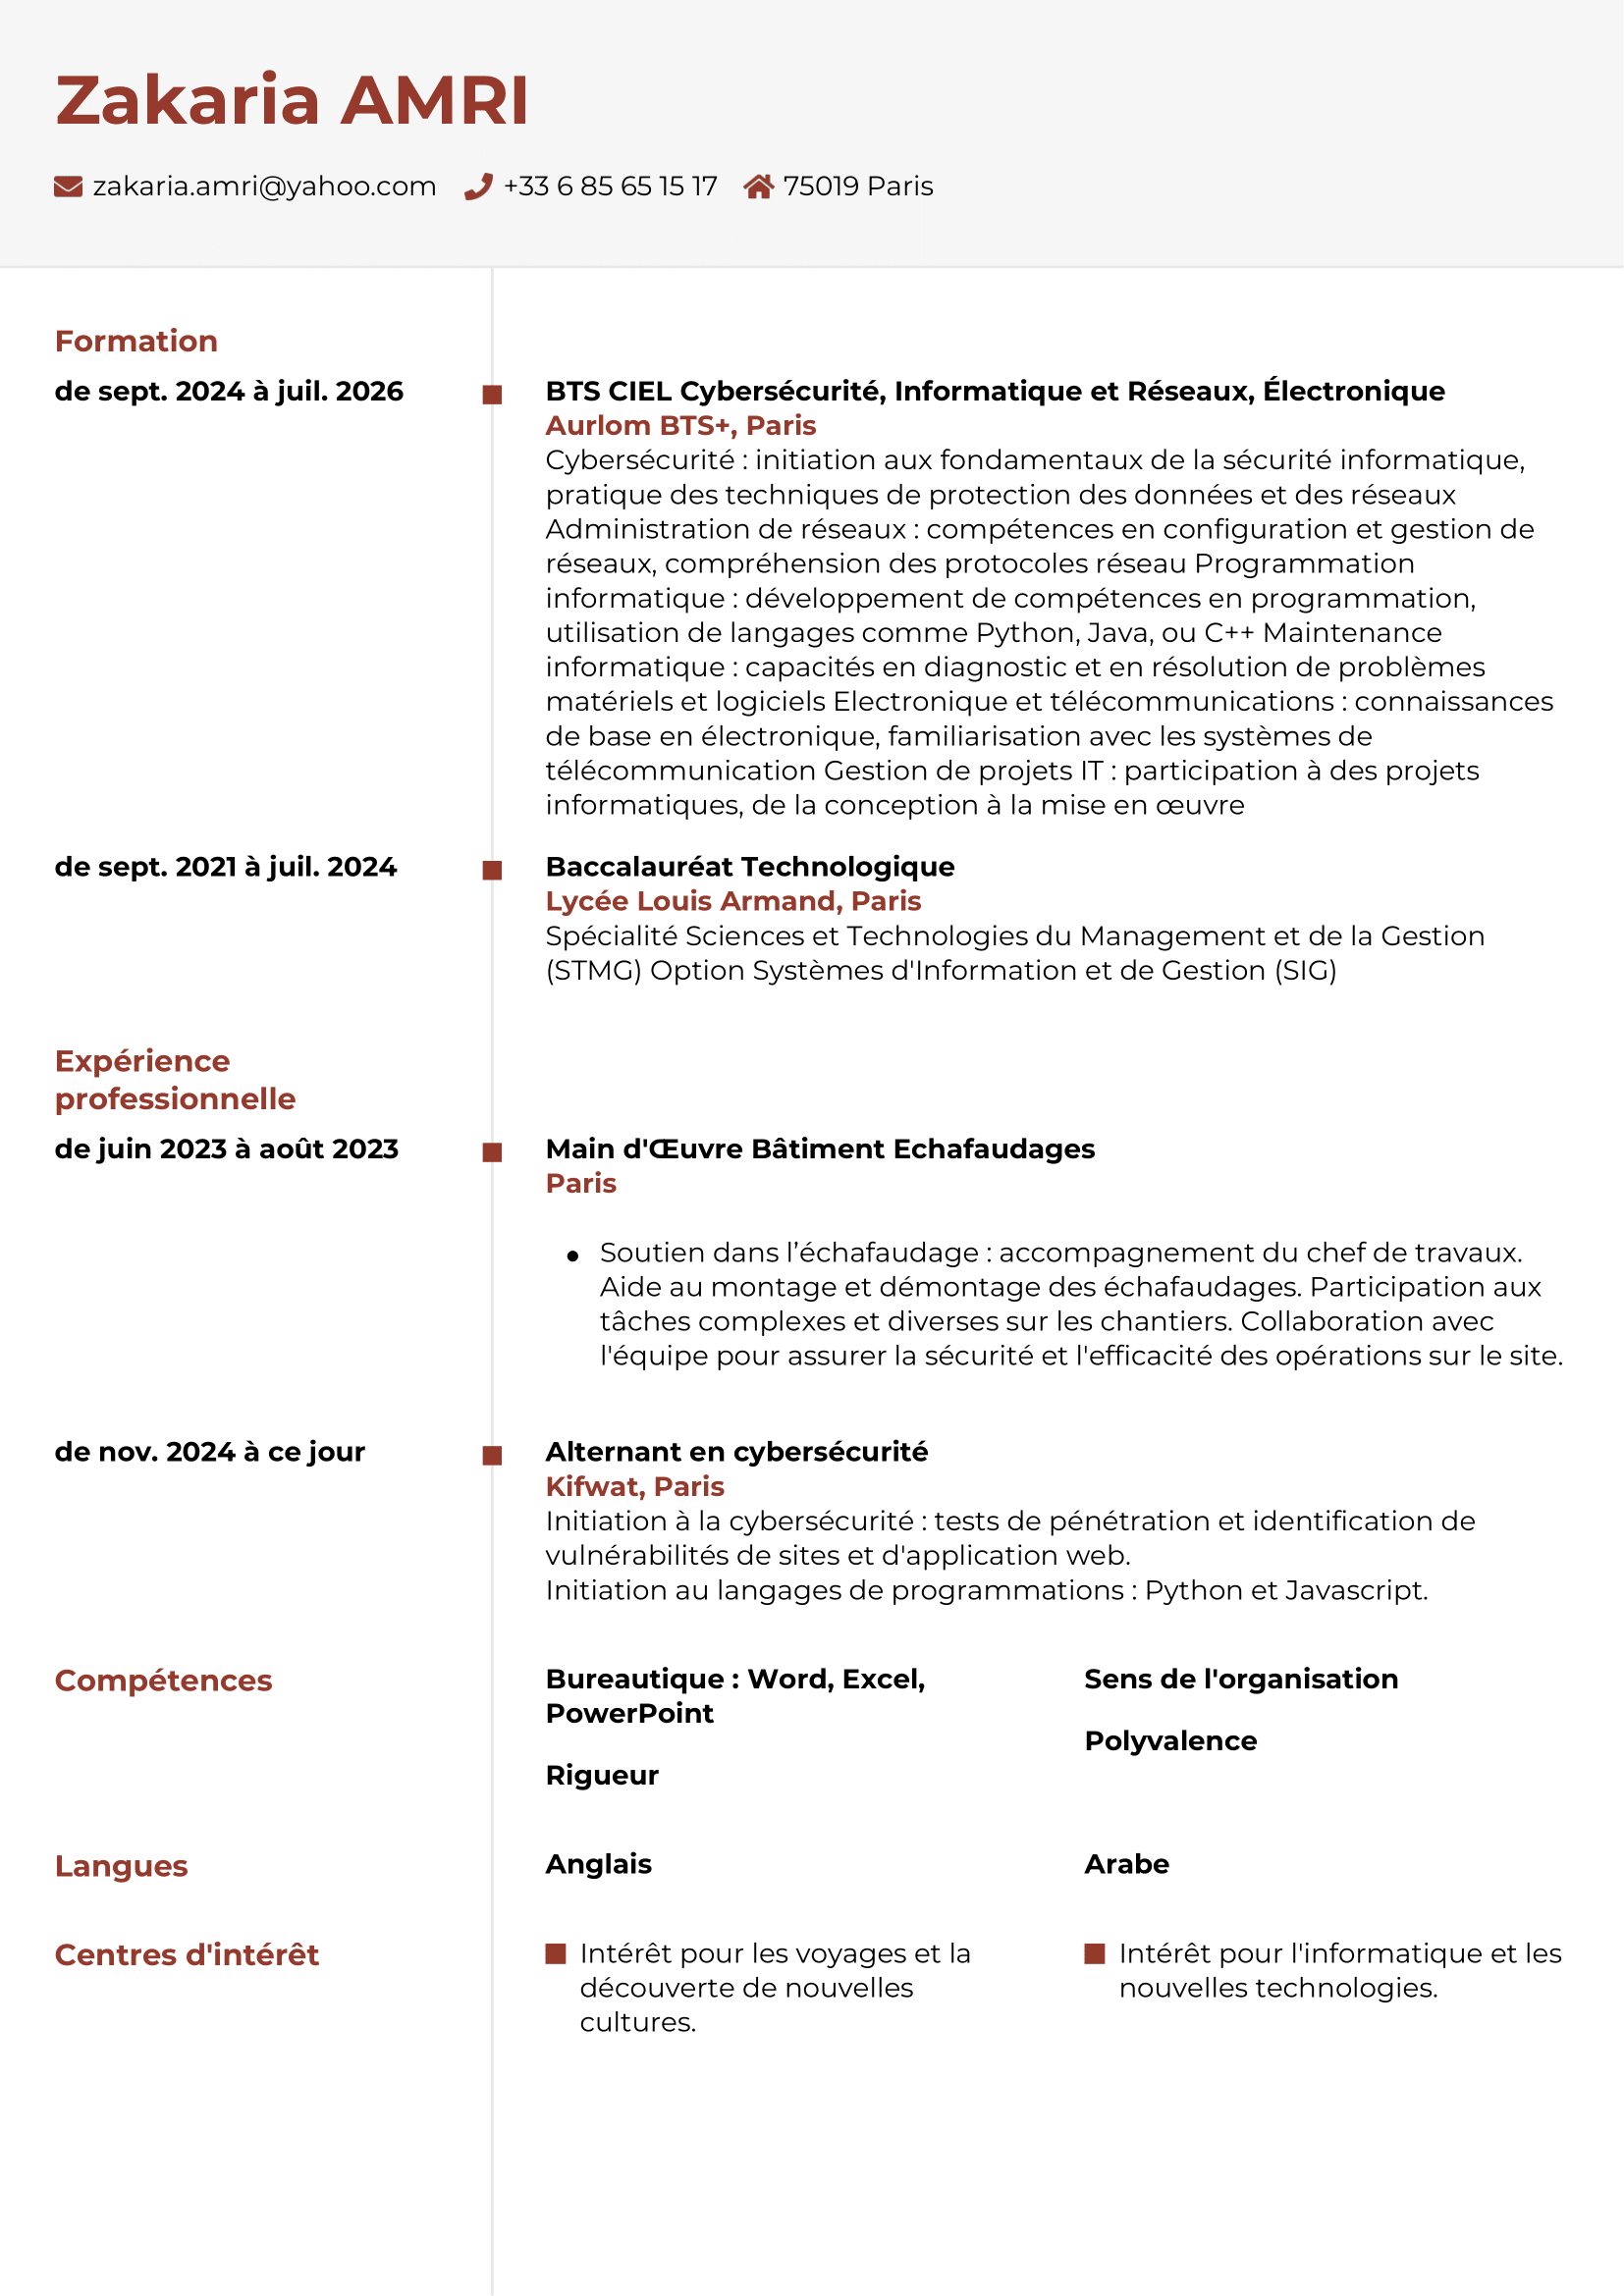 Zakaria AMRI
zakaria.amri@yahoo.com +33 6 85 65 15 17 75019 Paris
Formation
de sept. 2024 à juil. 2026
BTS CIEL Cybersécurité, Informatique et Réseaux, Électronique
Aurlom BTS+, Paris
Cybersécurité : initiation aux fondamentaux de la sécurité informatique,
pratique des techniques de protection des données et des réseaux
Administration de réseaux : compétences en configuration et gestion de
réseaux, compréhension des protocoles réseau Programmation
informatique : développement de compétences en programmation,
utilisation de langages comme Python, Java, ou C++ Maintenance
informatique : capacités en diagnostic et en résolution de problèmes
matériels et logiciels Electronique et télécommunications : connaissances
de base en électronique, familiarisation avec les systèmes de
télécommunication Gestion de projets IT : participation à des projets
informatiques, de la conception à la mise en œuvre
de sept. 2021 à juil. 2024
Baccalauréat Technologique
Lycée Louis Armand, Paris
Spécialité Sciences et Technologies du Management et de la Gestion
(STMG) Option Systèmes d'Information et de Gestion (SIG)
Expérience
professionnelle
de juin 2023 à août 2023
Main d'Œuvre Bâtiment Echafaudages
Paris
• Soutien dans l’échafaudage : accompagnement du chef de travaux.
Aide au montage et démontage des échafaudages. Participation aux
tâches complexes et diverses sur les chantiers. Collaboration avec
l'équipe pour assurer la sécurité et l'efficacité des opérations sur le site.
de nov. 2024 à ce jour
Alternant en cybersécurité
Kifwat, Paris
Initiation à la cybersécurité : tests de pénétration et identification de
vulnérabilités de sites et d'application web.
Initiation au langages de programmations : Python et Javascript.
Compétences
Bureautique : Word, Excel,
PowerPoint
Rigueur
Sens de l'organisation
Polyvalence
Langues
Anglais
Arabe
Centres d'intérêt
Intérêt pour les voyages et la
découverte de nouvelles
cultures.
Intérêt pour l'informatique et les
nouvelles technologies.